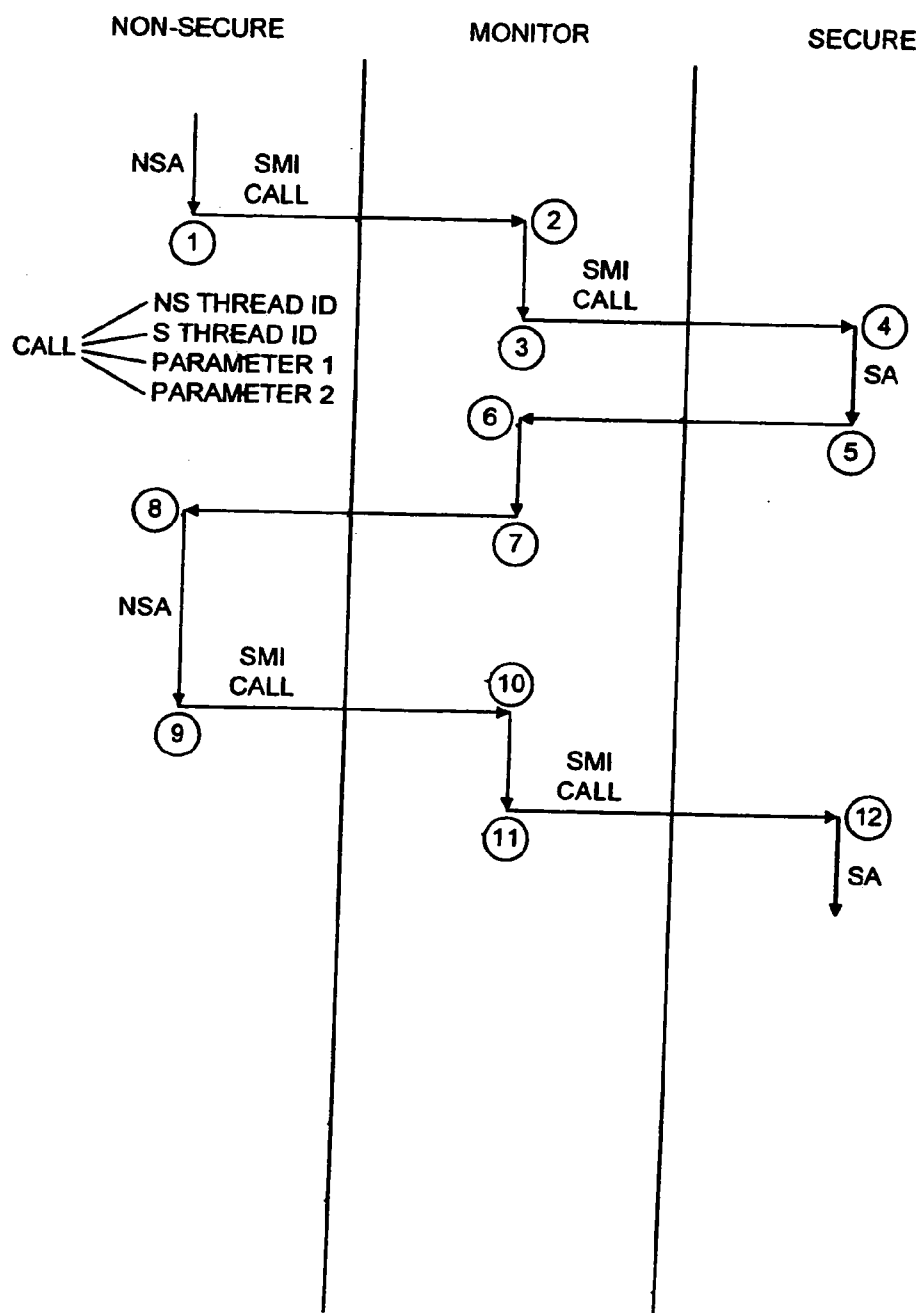 NON-SECURE
MONITOR
SECURE
NSA
SMI
CALL
1
2
SMI
CALL
3
4
CALL
NS THREAD ID
S THREAD ID
PARAMETER 1
PARAMETER 2
SA
6
5
8
7
NSA
SMI
CALL
10
9
SMI
CALL
11
12
SA